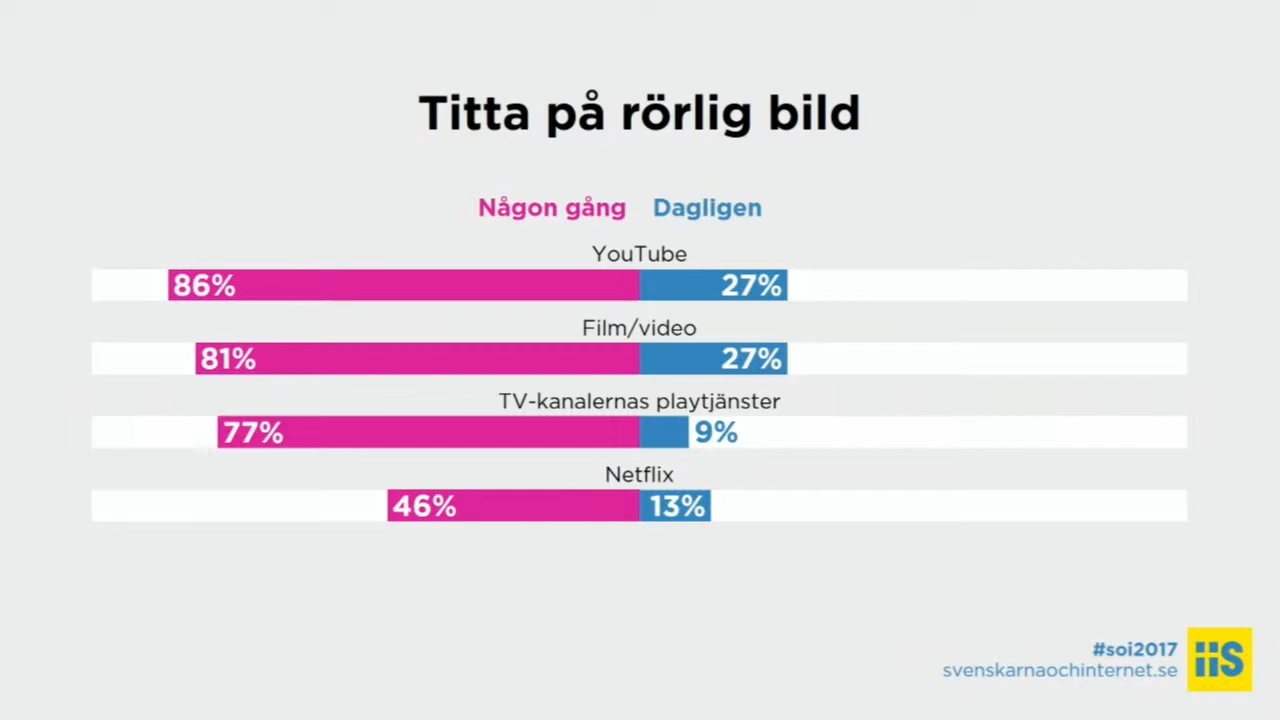 Titta på rörlig bild
Någon gång Dagligen
YouTube
86% 27%
Film/video
81% 27%
TV-kanalernas playtjänster
77% 9%
Netflix
46% 13%
#soi2017
svenskarnaochinternet.se
iis